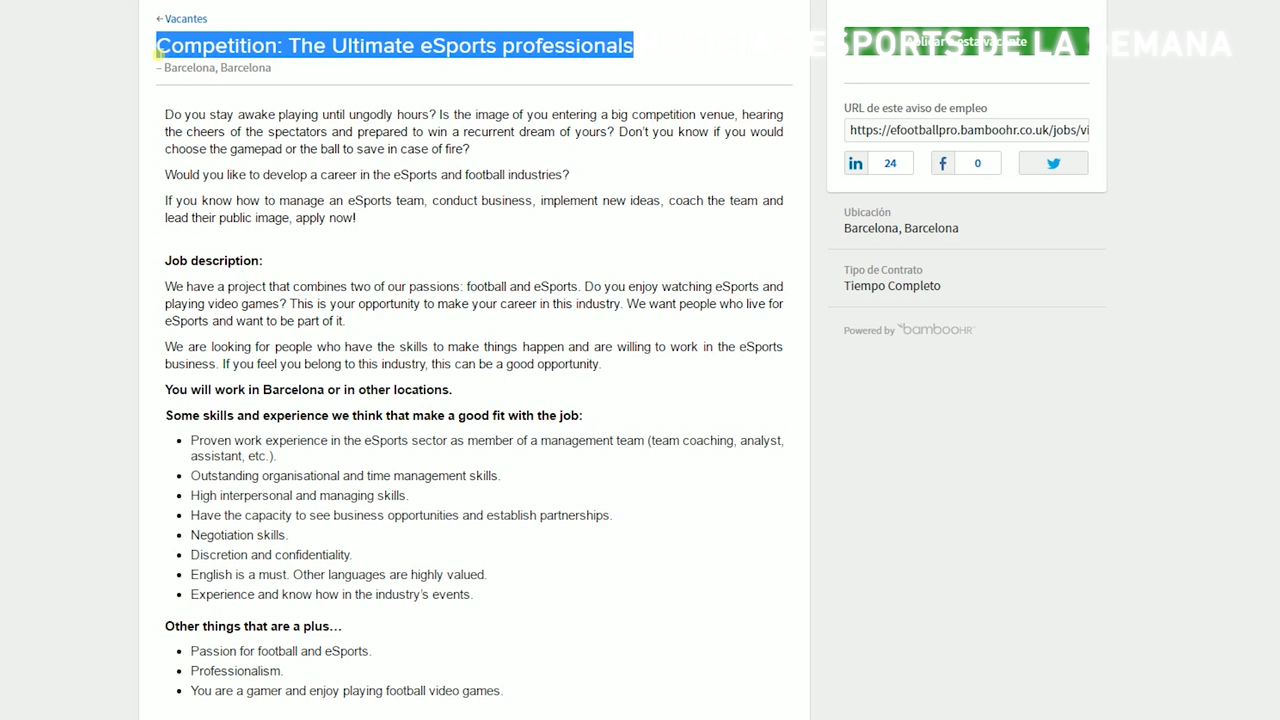 Vacantes
Competition: The Ultimate eSports professionals
– Barcelona, Barcelona
Do you stay awake playing until ungodly hours? Is the image of you entering a big competition venue, hearing
the cheers of the spectators and prepared to win a recurrent dream of yours? Don't you know if you would
choose the gamepad or the ball to save in case of fire?
Would you like to develop a career in the eSports and football industries?
If you know how to manage an eSports team, conduct business, implement new ideas, coach the team and
lead their public image, apply now!
Job description:
We have a project that combines two of our passions: football and eSports. Do you enjoy watching eSports and
playing video games? This is your opportunity to make your career in this industry. We want people who live for
eSports and want to be part of it.
We are looking for people who have the skills to make things happen and are willing to work in the eSports
business. If you feel you belong to this industry, this can be a good opportunity.
You will work in Barcelona or in other locations.
Some skills and experience we think that make a good fit with the job:
Proven work experience in the eSports sector as member of a management team (team coaching, analyst,
assistant, etc.).
Outstanding organisational and time management skills.
High interpersonal and managing skills.
Have the capacity to see business opportunities and establish partnerships.
Negotiation skills.
Discretion and confidentiality.
English is a must. Other languages are highly valued.
Experience and know how in the industry's events.
Other things that are a plus…
Passion for football and eSports.
Professionalism.
You are a gamer and enjoy playing football video games.
ESPORTS DE LA SEMANA
URL de este aviso de empleo
https://efootballpro.bamboohr.co.uk/jobs/vi
in 24
f 0
Ubicación
Barcelona, Barcelona
Tipo de Contrato
Tiempo Completo
Powered by bambooHR